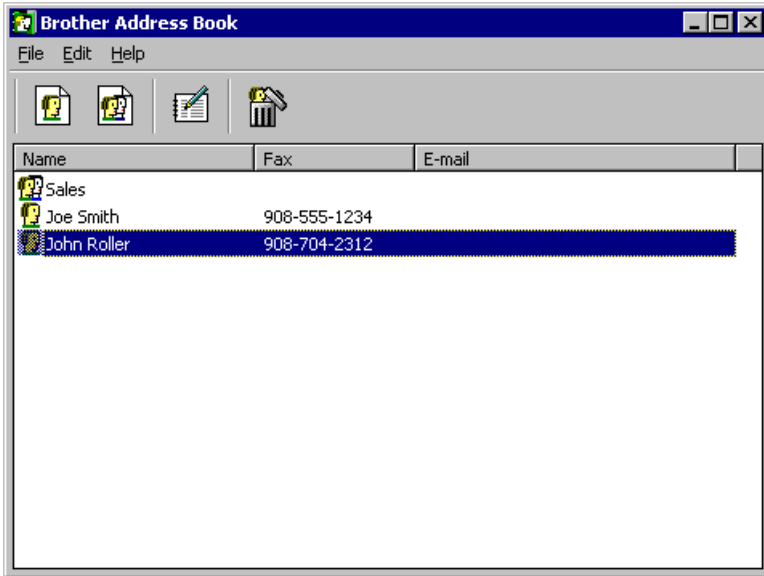 Brother Address Book
File Edit Help
Name Fax E-mail
Sales
Joe Smith 908-555-1234
John Roller 908-704-2312